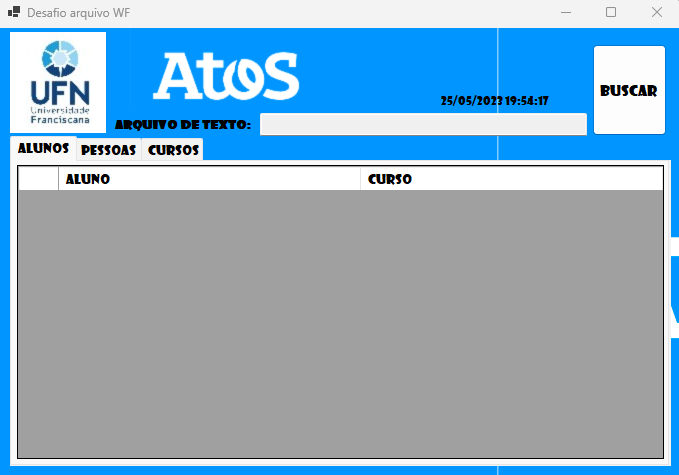 Desafio arquivo WF
UFN
Universidade
Franciscana
Atos
25/05/2023 19:54:17
BUSCAR
ARQUIVO DE TEXTO:
ALUNOS PESSOAS CURSOS
ALUNO CURSO